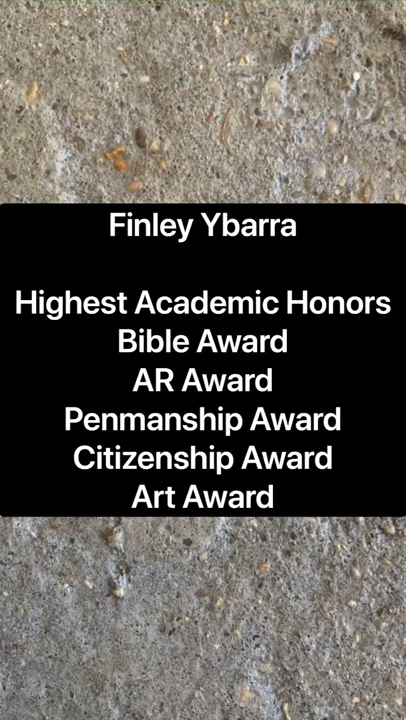 Finley Ybarra
Highest Academic Honors
Bible Award
AR Award
Penmanship Award
Citizenship Award
Art Award